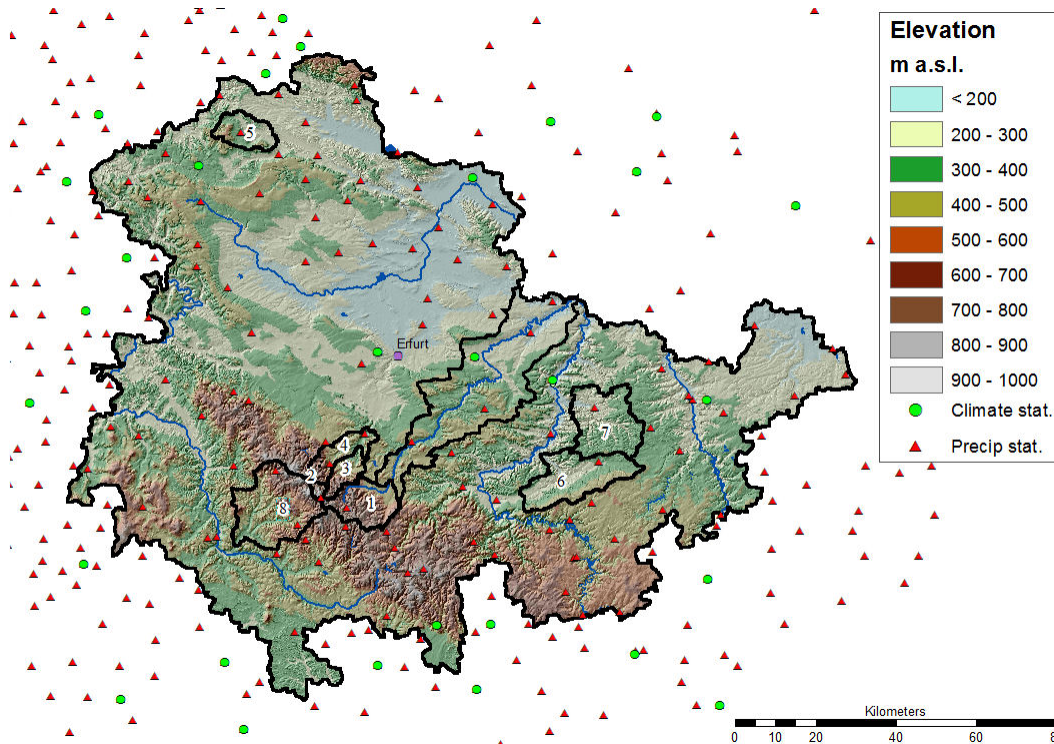 Elevation
m a.s.l.
< 200
200 - 300
300 - 400
400 - 500
500 - 600
600 - 700
700 - 800
800 - 900
900 - 1000
Climate stat.
Precip stat.
5
Erfurt
4
7
2
3
6
1
8
Kilometers
0 10 20 40 60 8